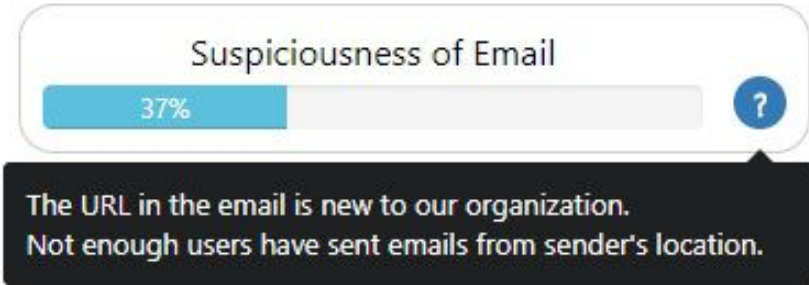 Suspiciousness of Email
37%
?
The URL in the email is new to our organization.
Not enough users have sent emails from sender's location.